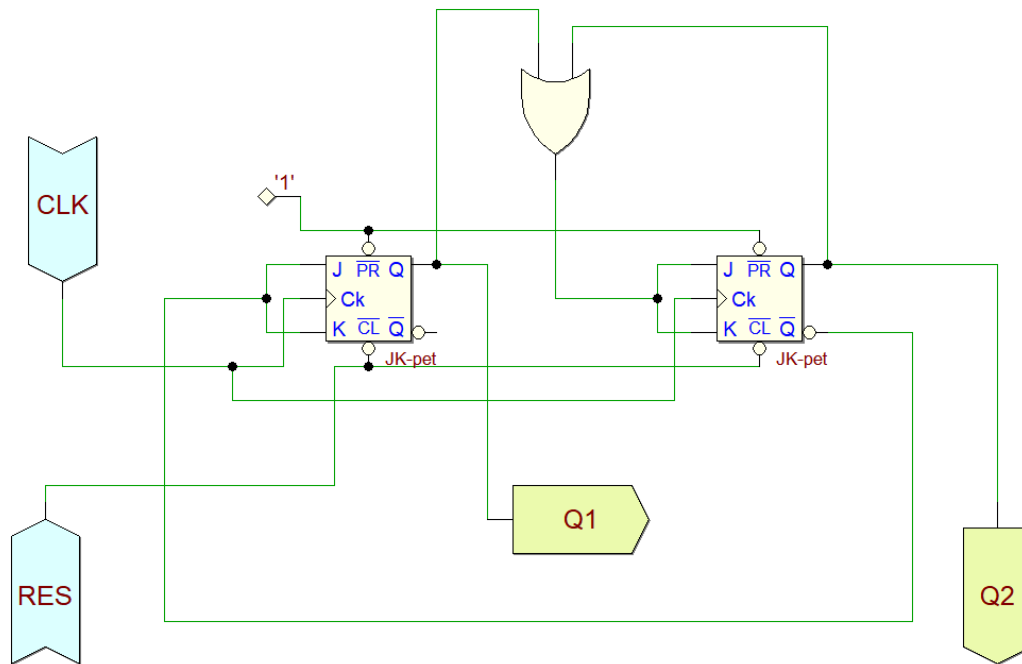 CLK
'1'
J PR Q
Ck
K CL Q
JK-pet
J PR Q
Ck
K CL Q
JK-pet
Q1
RES
Q2